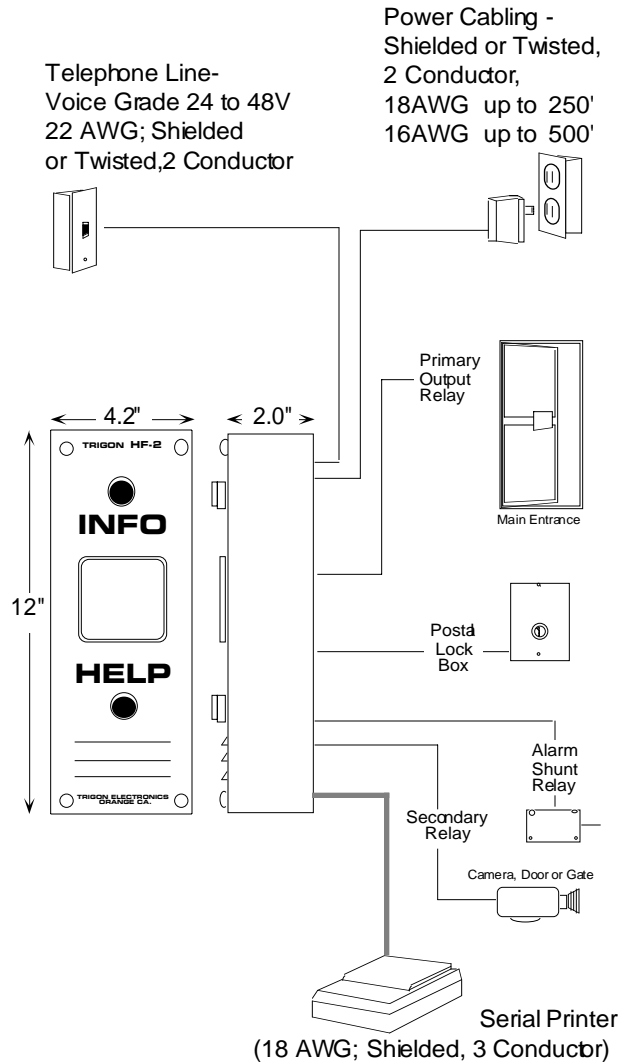 Power Cabling -
Shielded or Twisted,
2 Conductor,
18AWG up to 250'
16AWG up to 500'
Telephone Line-
Voice Grade 24 to 48V
22 AWG; Shielded
or Twisted,2 Conductor
Primary
Output
Relay
Main Entrance
4.2"
2.0"
12"
TRIGON HF-2
INFO
HELP
TRIGON ELECTRONICS
ORANGE CA.
Postal
Lock
Box
1
Alarm
Shunt
Relay
Secondary
Relay
Camera, Door or Gate
Serial Printer
(18 AWG; Shielded, 3 Conductor)